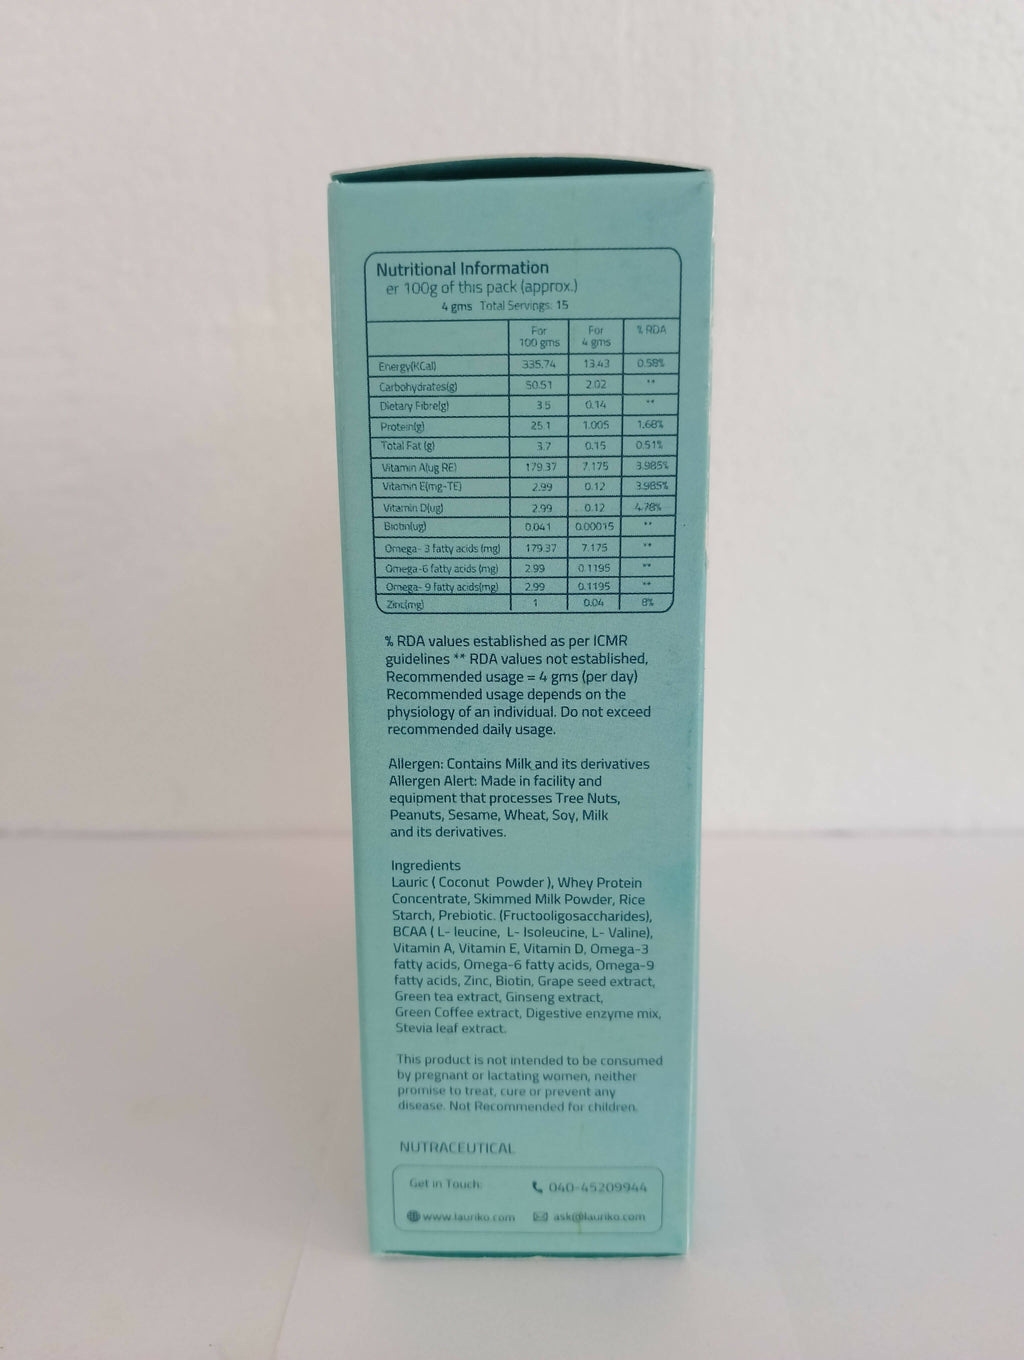 Nutritional Information
er 100g of this pack (approx.)
4 gms Total Servings: 15
For 100 gms For 4 gms % RDA
Energy(KCal) 335.74 13.43 0.58%
Carbohydrates(g) 50.51 2.02 **
Dietary Fibre(g) 3.5 0.14 **
Protein(g) 25.1 1.005 1.68%
Total Fat (g) 3.7 0.15 0.51%
Vitamin A(ug RE) 179.37 7.175 3.985%
Vitamin E(mg-TE) 2.99 0.12 3.985%
Vitamin D(ug) 2.99 0.12 4.78%
Biotin(ug) 0.041 0.00015 **
Omega- 3 fatty acids (mg) 179.37 7.175 **
Omega-6 fatty acids (mg) 2.99 0.1195 **
Omega- 9 fatty acids(mg) 2.99 0.1195 **
Zinc(mg) 1 0.04 8%
% RDA values established as per ICMR
guidelines ** RDA values not established,
Recommended usage = 4 gms (per day)
Recommended usage depends on the
physiology of an individual. Do not exceed
recommended daily usage.
Allergen: Contains Milk and its derivatives
Allergen Alert: Made in facility and
equipment that processes Tree Nuts,
Peanuts, Sesame, Wheat, Soy, Milk
and its derivatives.
Ingredients
Lauric ( Coconut Powder ), Whey Protein
Concentrate, Skimmed Milk Powder, Rice
Starch, Prebiotic. (Fructooligosaccharides),
BCAA ( L- leucine, L- Isoleucine, L- Valine),
Vitamin A, Vitamin E, Vitamin D, Omega-3
fatty acids, Omega-6 fatty acids, Omega-9
fatty acids, Zinc, Biotin, Grape seed extract,
Green tea extract, Ginseng extract,
Green Coffee extract, Digestive enzyme mix,
Stevia leaf extract.
This product is not intended to be consumed
by pregnant or lactating women, neither
promise to treat, cure or prevent any
disease. Not Recommended for children.
NUTRACEUTICAL
Get in Touch: 040-45209944
www.lauriko.com ask@lauriko.com